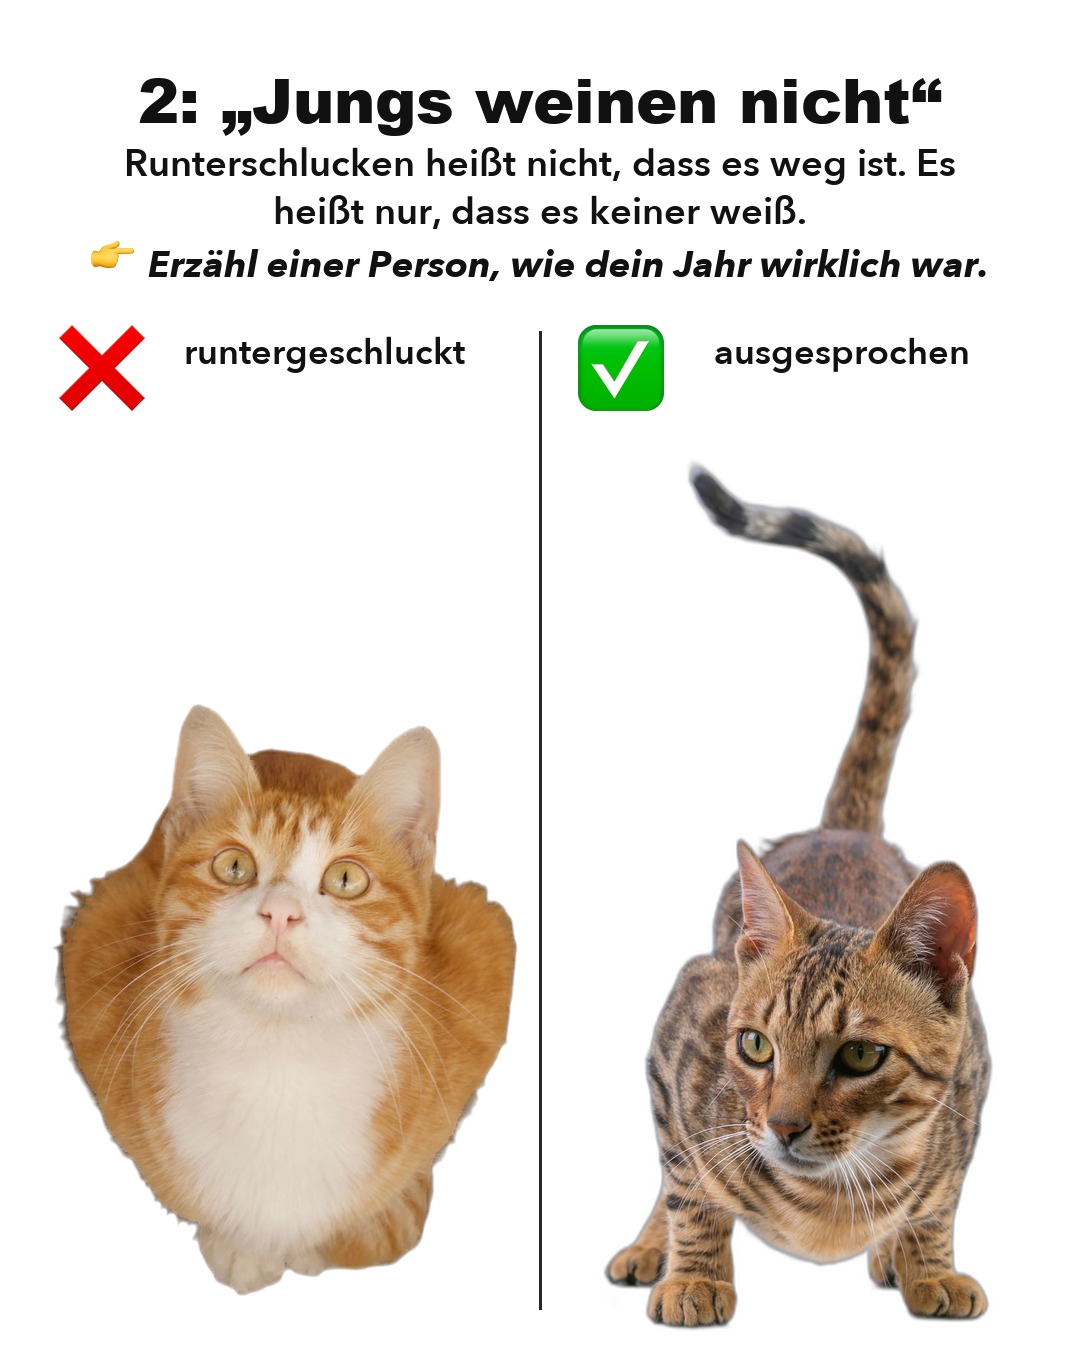 2: „Jungs weinen nicht“
Runterschlucken heißt nicht, dass es weg ist. Es
heißt nur, dass es keiner weiß.
👉 Erzähl einer Person, wie dein Jahr wirklich war.
❌ runtergeschluckt
✅ ausgesprochen